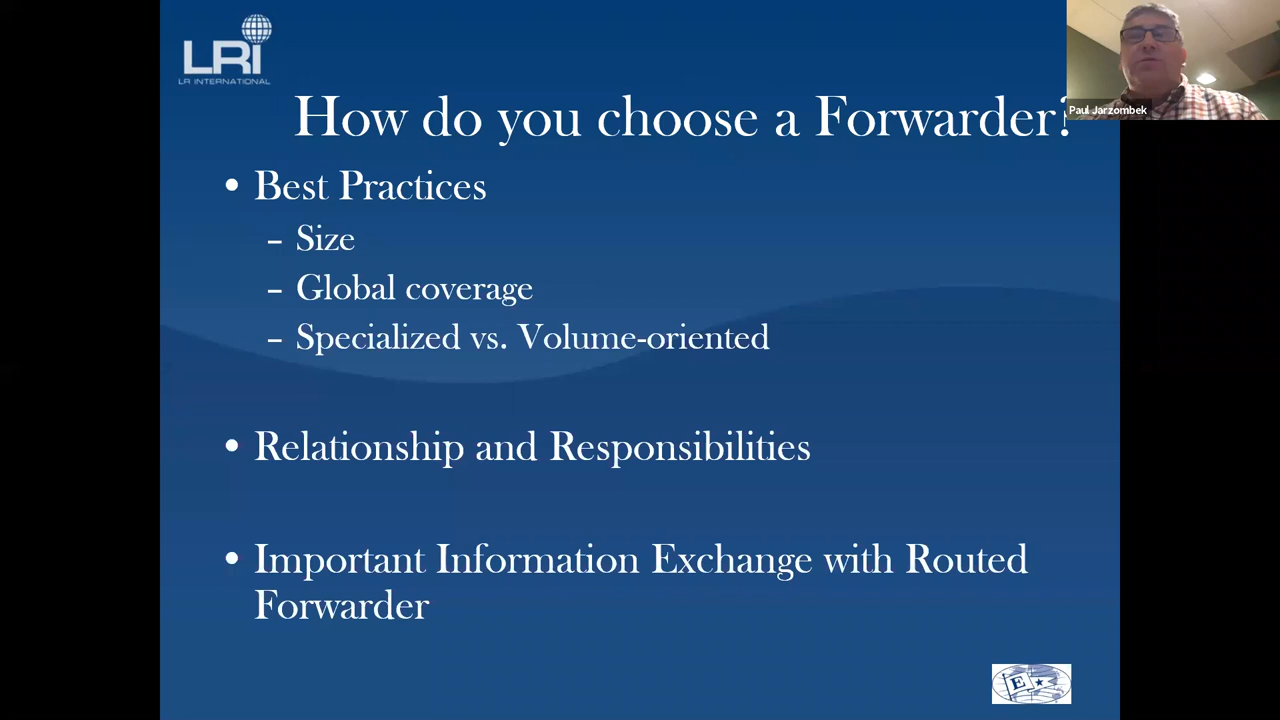 LRI
LR INTERNATIONAL
Paul Jarzombek
How do you choose a Forwarder?
• Best Practices
– Size
– Global coverage
– Specialized vs. Volume-oriented
• Relationship and Responsibilities
• Important Information Exchange with Routed
Forwarder
E